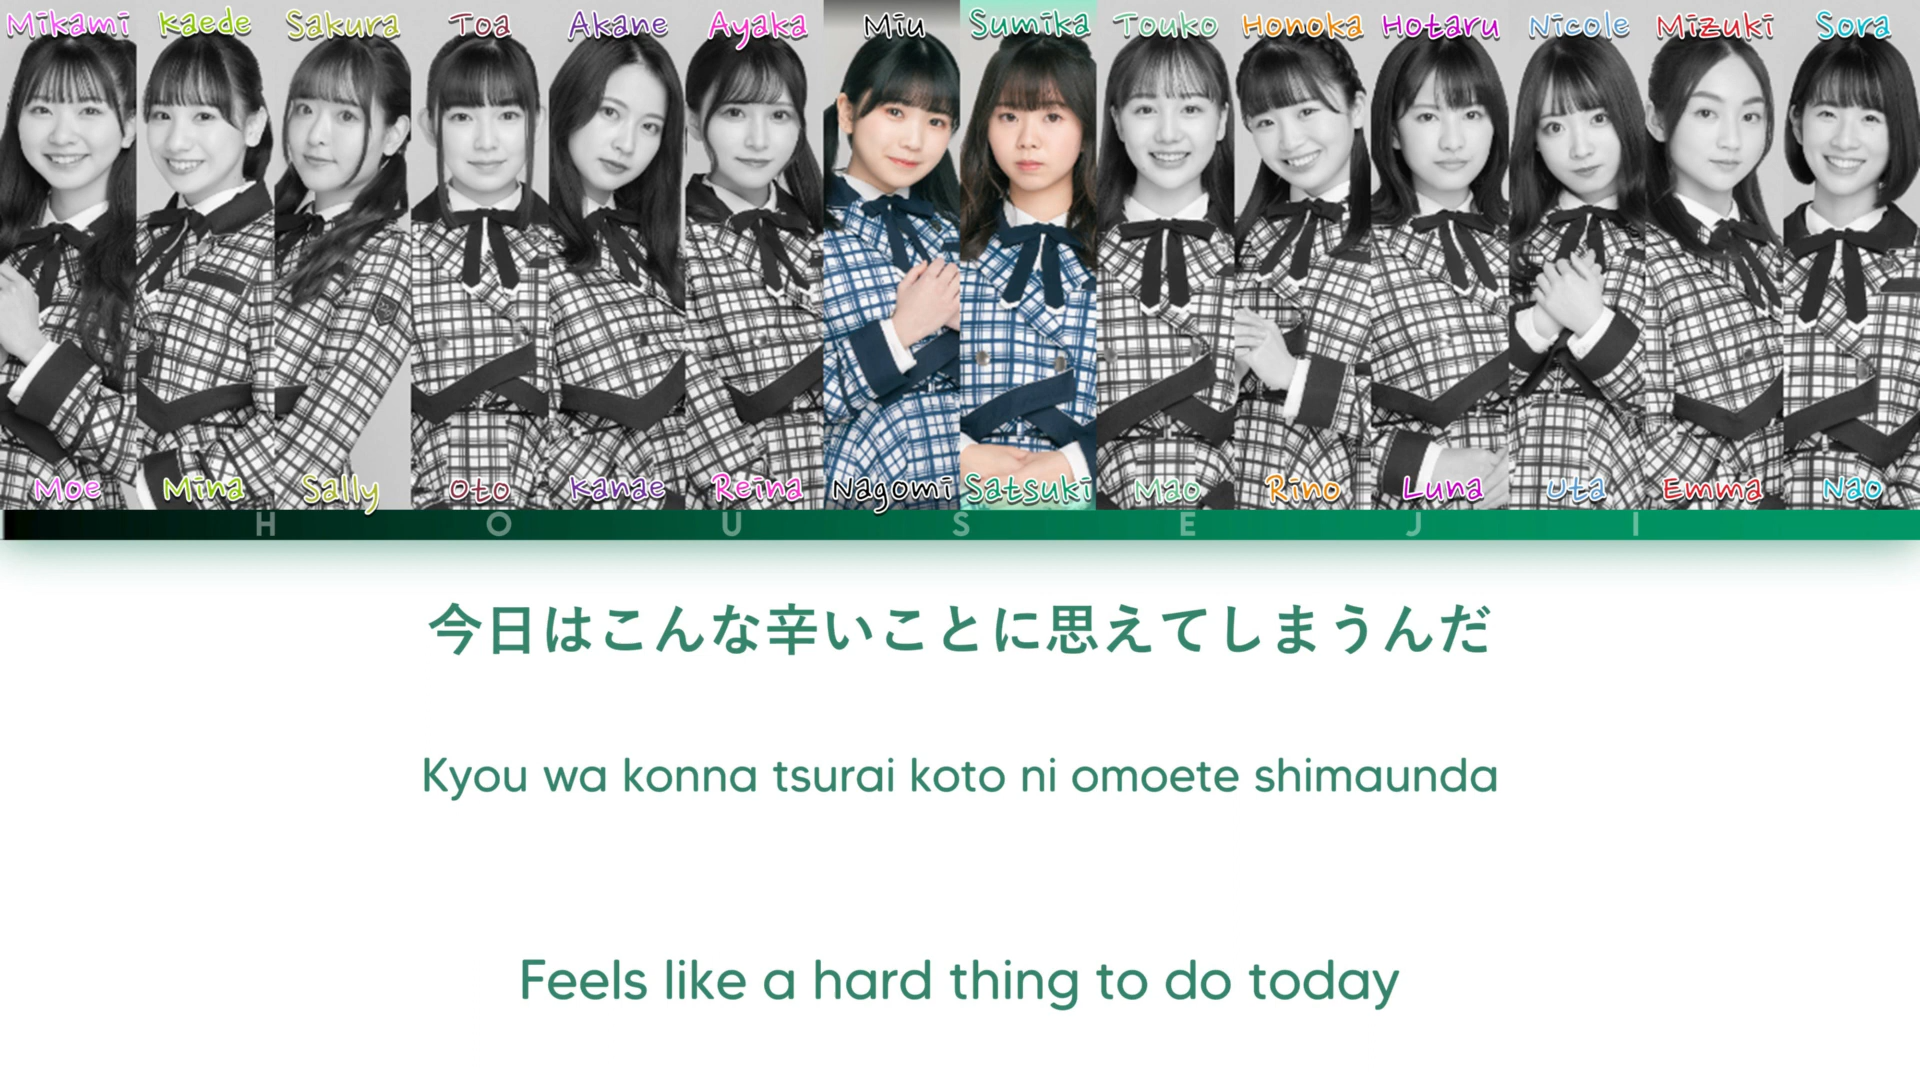 Mikami Kaede Sakura Toa Akane Ayaka Miu Sumika Touko Honoka Hotaru Nicole Mizuki Sora
Moe Mina Sally Oto Kanae Reina Nagomi Satsuki Mao Rino Luna Uta Emma Nao
H O U S E J I
今日はこんな辛いことに思えてしまうんだ
Kyou wa konna tsurai koto ni omoete shimaunda
Feels like a hard thing to do today